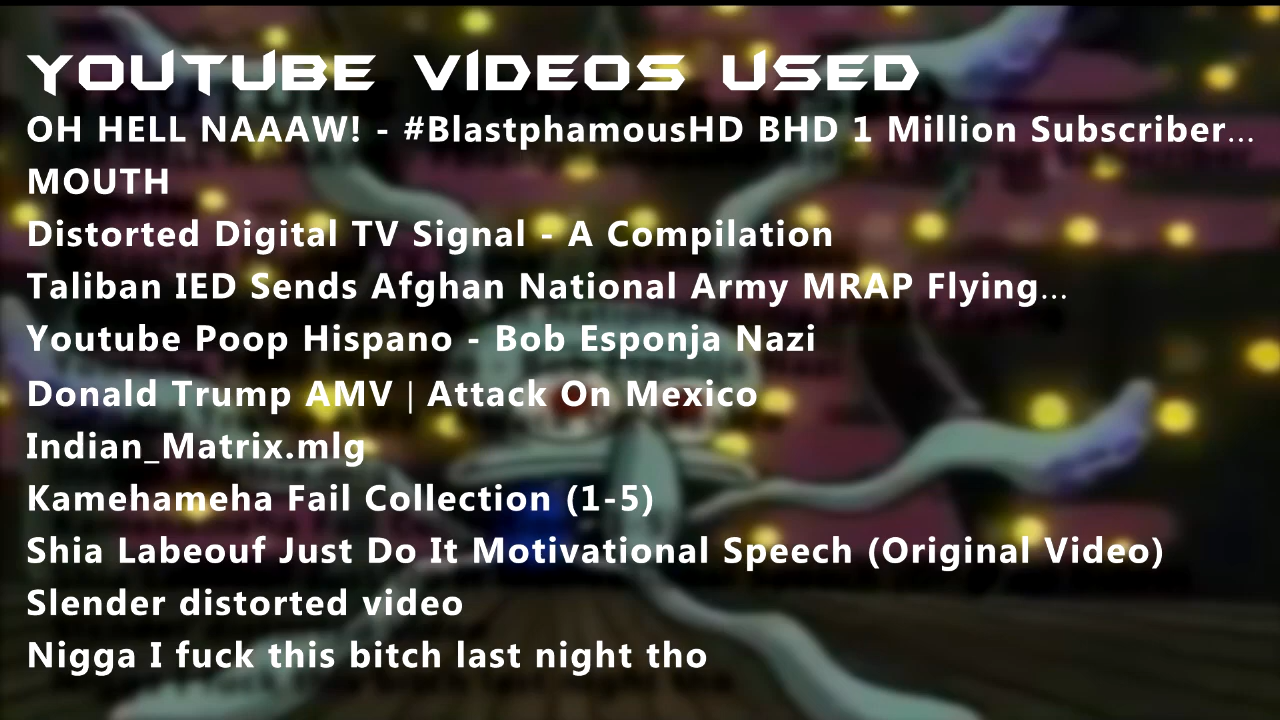 YOUTUBE VIDEOS USED
OH HELL NAAAW! - #BlastphamousHD BHD 1 Million Subscriber...
MOUTH
Distorted Digital TV Signal - A Compilation
Taliban IED Sends Afghan National Army MRAP Flying...
Youtube Poop Hispano - Bob Esponja Nazi
Donald Trump AMV | Attack On Mexico
Indian_Matrix.mlg
Kamehameha Fail Collection (1-5)
Shia Labeouf Just Do It Motivational Speech (Original Video)
Slender distorted video
Nigga I fuck this bitch last night tho